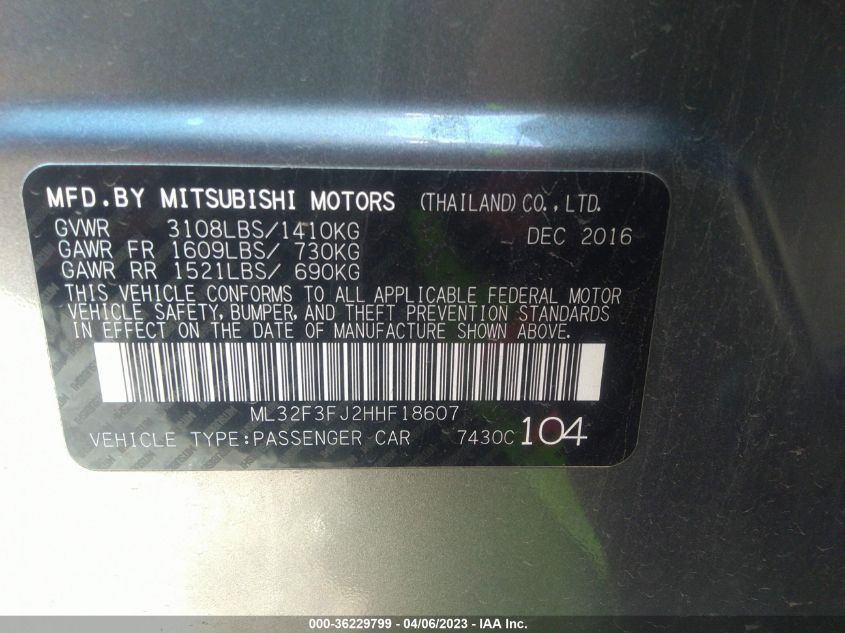 MFD.BY MITSUBISHI MOTORS (THAILAND) CO., LTD.
GVWR 3108LBS/1410KG DEC 2016
GAWR FR 1609LBS/ 730KG
GAWR RR 1521LBS/ 690KG
THIS VEHICLE CONFORMS TO ALL APPLICABLE FEDERAL MOTOR
VEHICLE SAFETY, BUMPER, AND THEFT PREVENTION STANDARDS
IN EFFECT ON THE DATE OF MANUFACTURE SHOWN ABOVE.
ML32F3FJ2HHF18607
VEHICLE TYPE:PASSENGER CAR 7430C 104
000-36229799 - 04/06/2023 - IAA Inc.